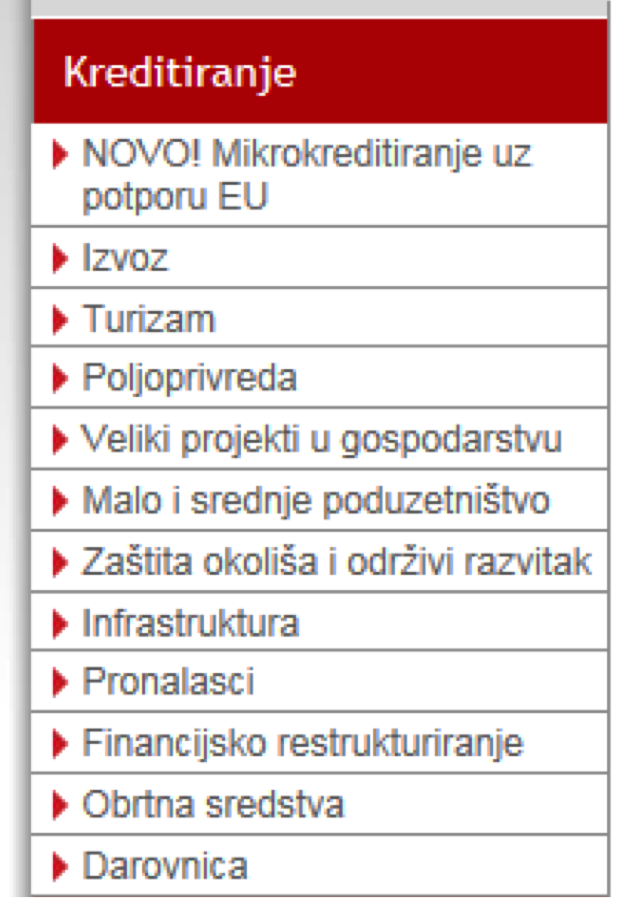 Kreditiranje
NOVO! Mikrokreditiranje uz
potporu EU
Izvoz
Turizam
Poljoprivreda
Veliki projekti u gospodarstvu
Malo i srednje poduzetništvo
Zaštita okoliša i održivi razvitak
Infrastruktura
Pronalasci
Financijsko restrukturiranje
Obrtna sredstva
Darovnica